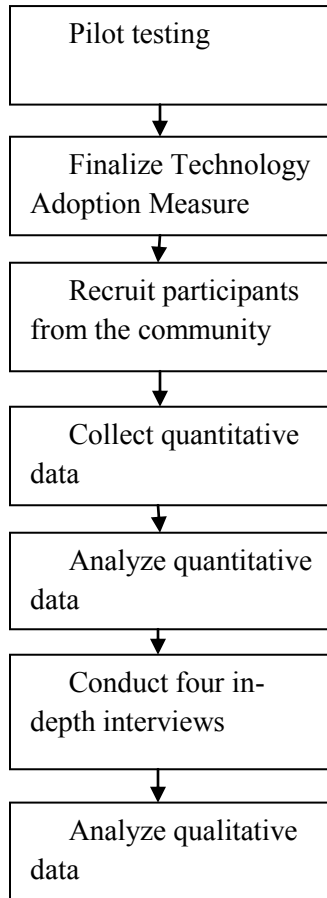 Pilot testing
Finalize Technology
Adoption Measure
Recruit participants
from the community
Collect quantitative
data
Analyze quantitative
data
Conduct four in-
depth interviews
Analyze qualitative
data